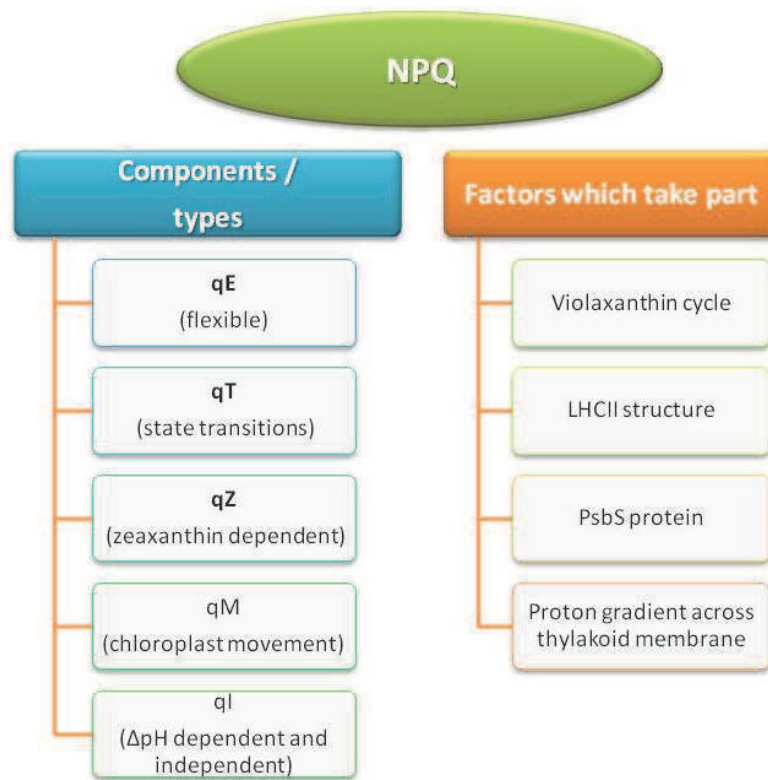 NPQ
Components /
types
qE
(flexible)
qT
(state transitions)
qZ
(zeaxanthin dependent)
qM
(chloroplast movement)
qI
(ΔpH dependent and
independent)
Factors which take part
Violaxanthin cycle
LHCII structure
PsbS protein
Proton gradient across
thylakoid membrane